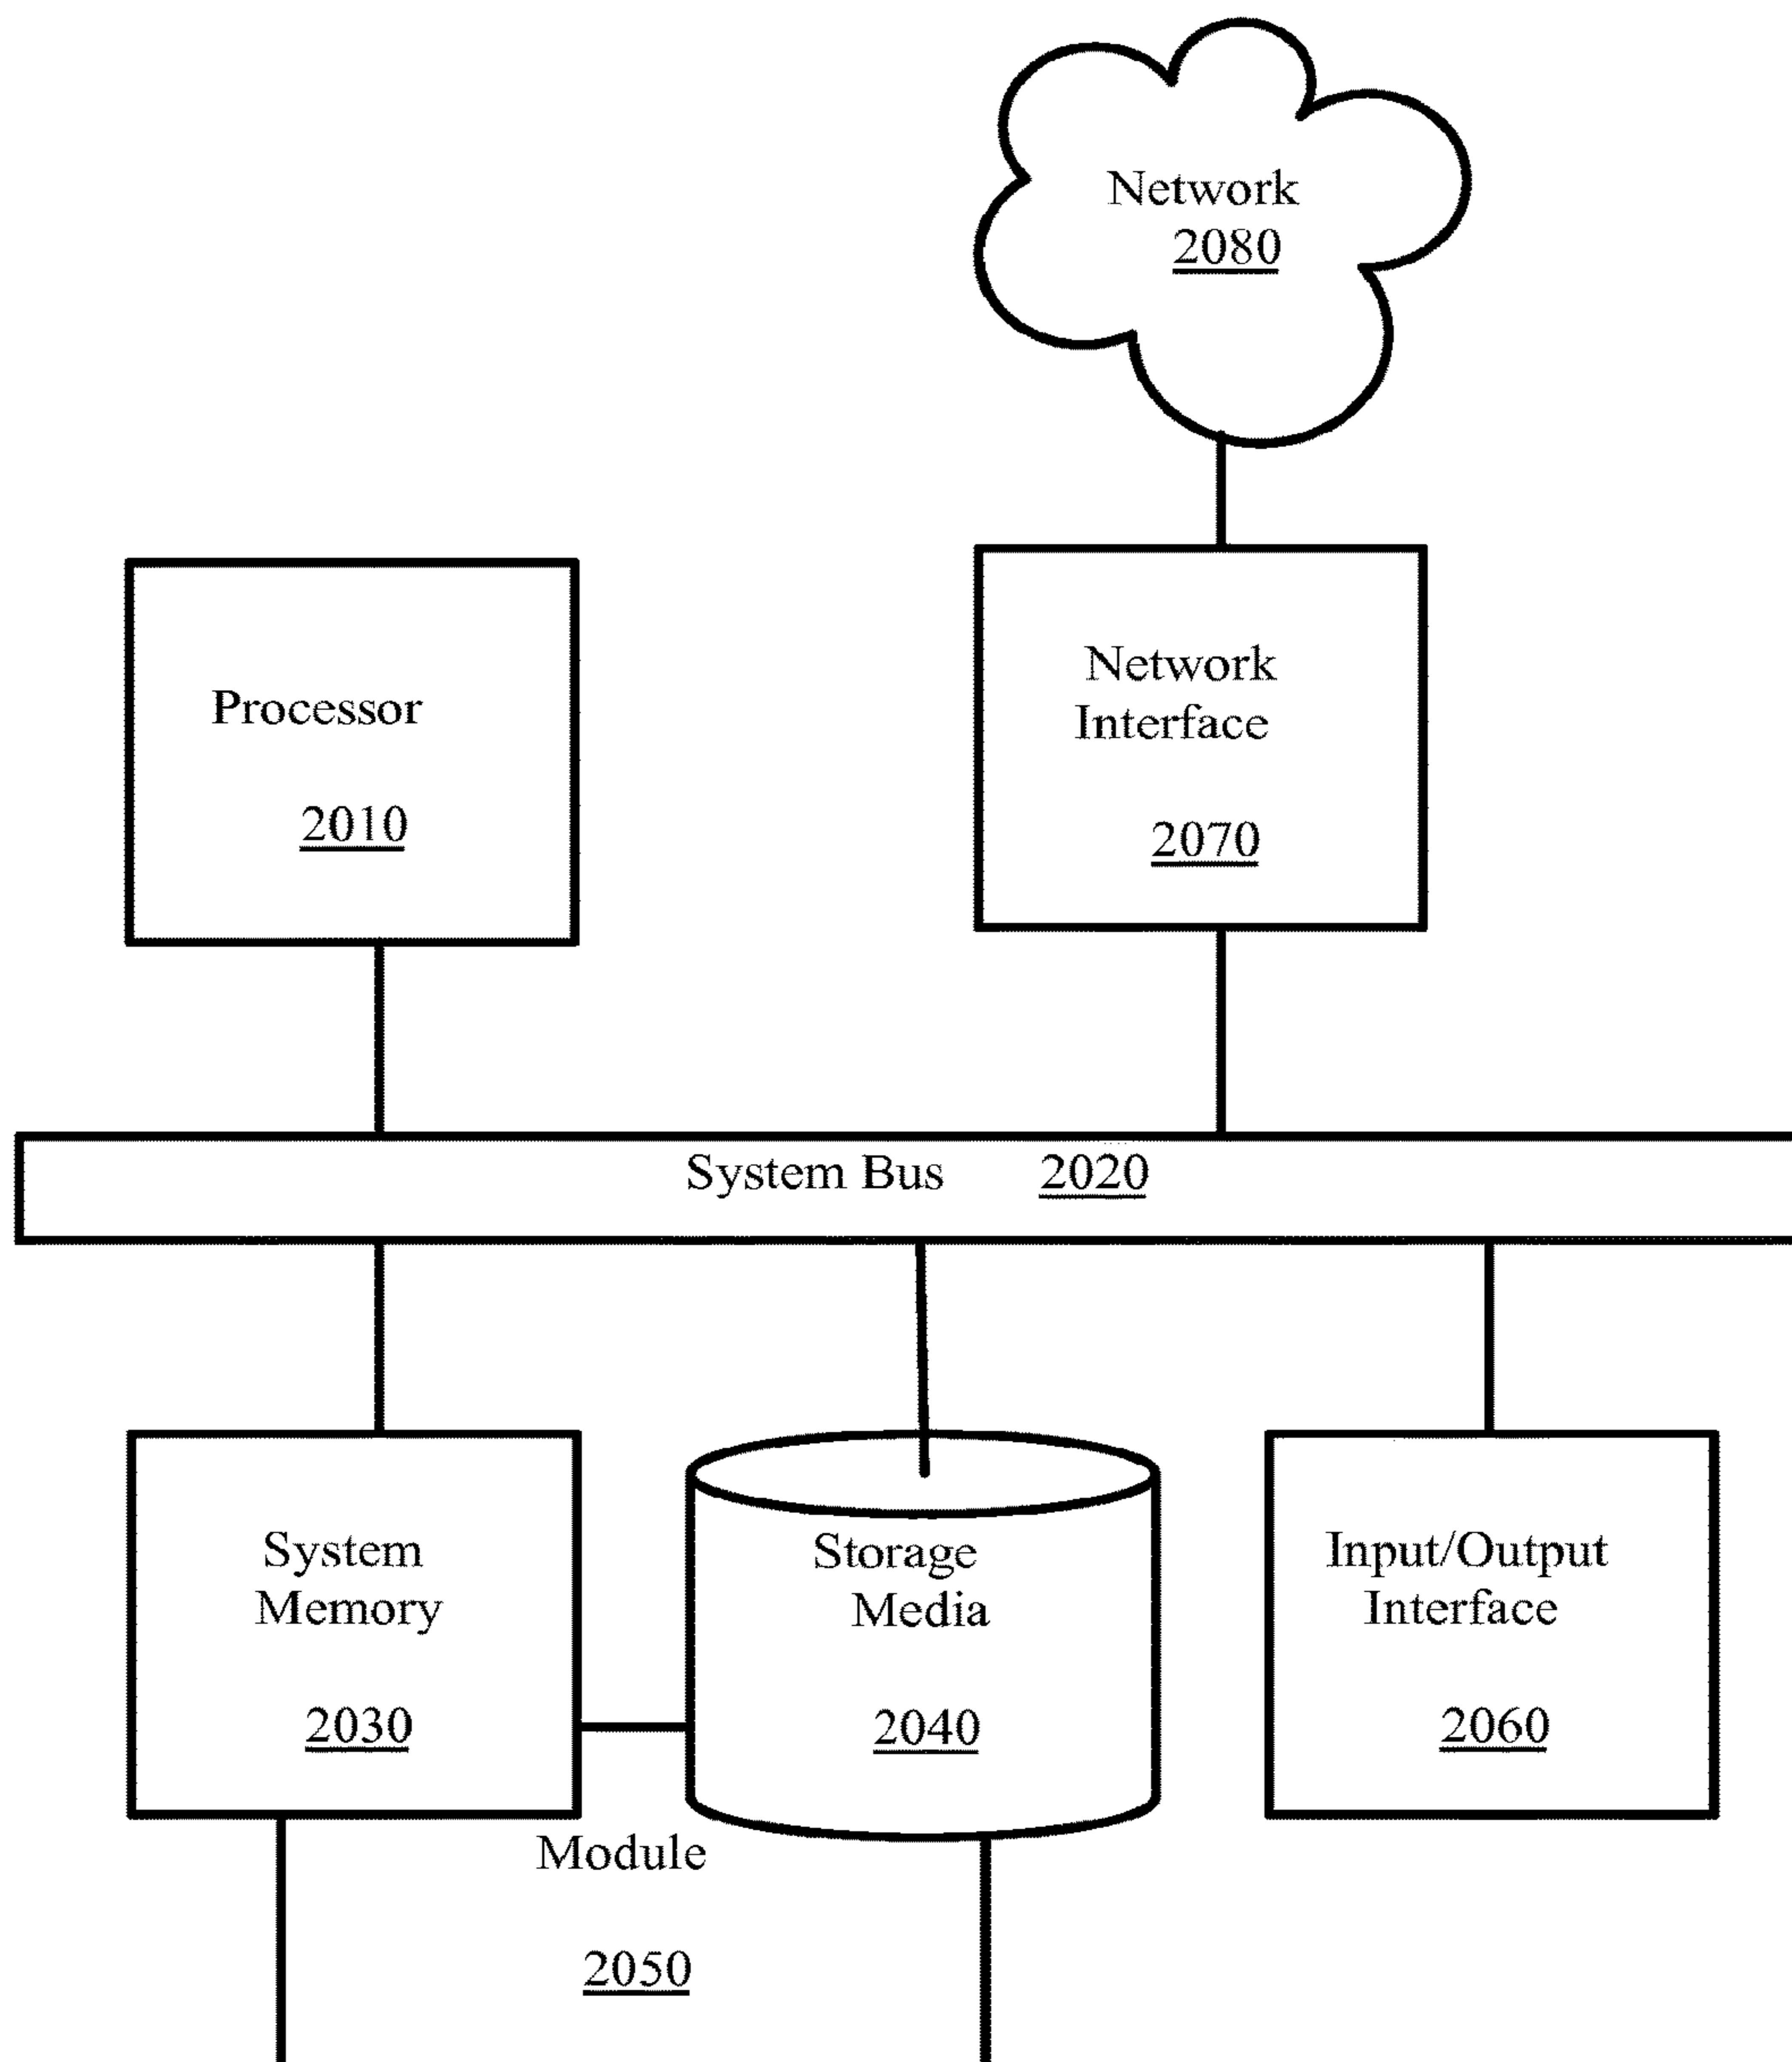 Network
2080
Processor
2010
Network
Interface
2070
System Bus 2020
System
Memory
2030
Storage
Media
2040
Input/Output
Interface
2060
Module
2050